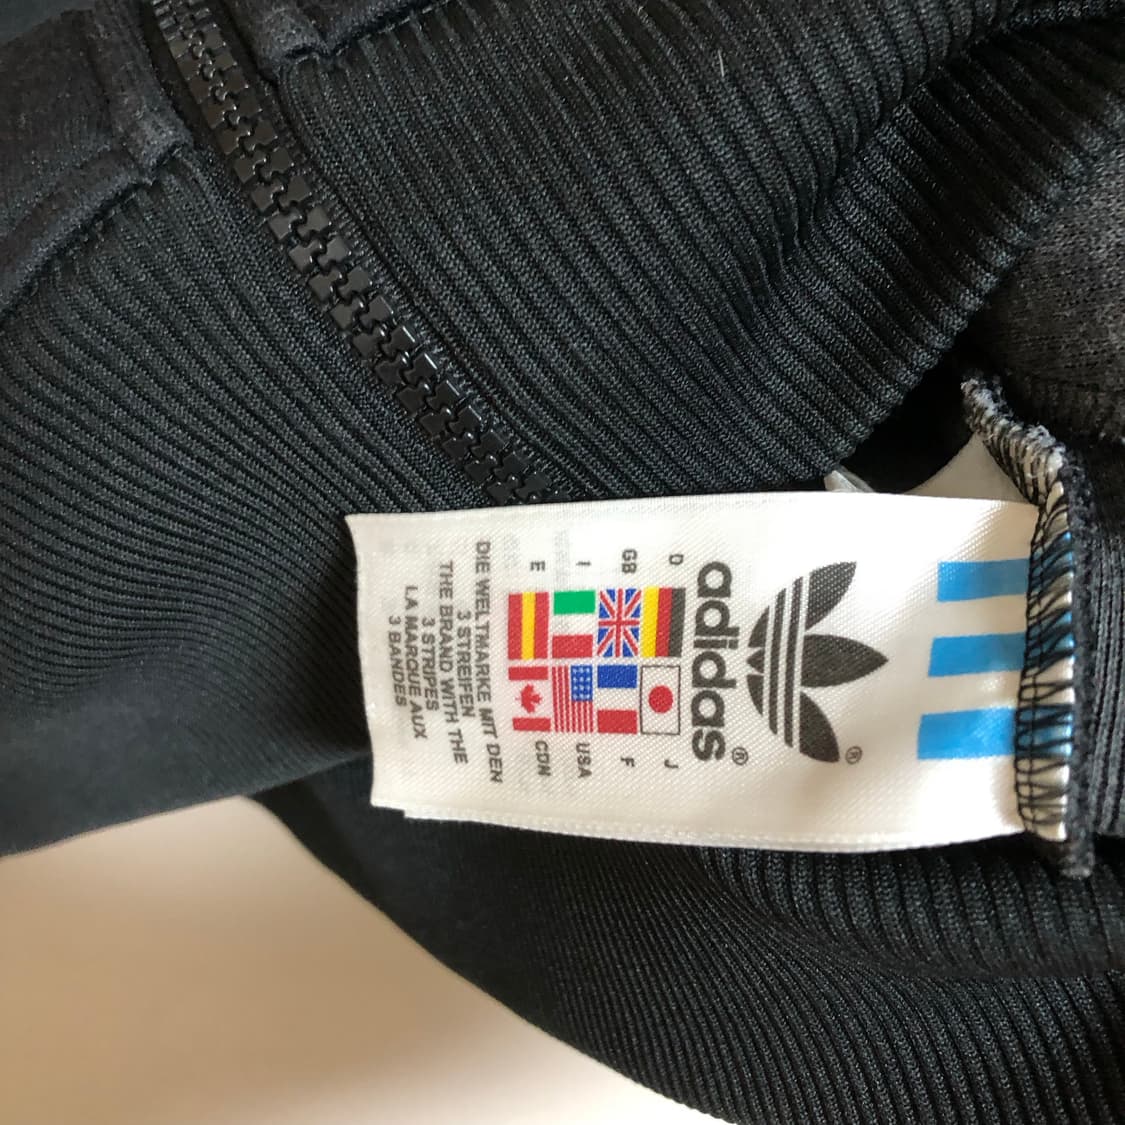 ®
adidas®
D J
GB F
I USA
E CDN
DIE WELTMARKE MIT DEN
3 STREIFEN
THE BRAND WITH THE
3 STRIPES
LA MARQUE AUX
3 BANDES